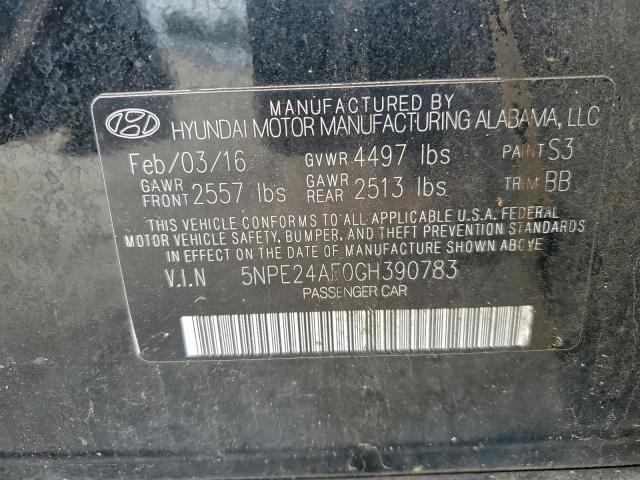 MANUFACTURED BY
HYUNDAI MOTOR MANUFACTURING ALABAMA, LLC
Feb/03/16 GVWR 4497 lbs PAINT S3
GAWR FRONT 2557 lbs GAWR REAR 2513 lbs TRIM BB
THIS VEHICLE CONFORMS TO ALL APPLICABLE U.S.A. FEDERAL
MOTOR VEHICLE SAFETY, BUMPER, AND THEFT PREVENTION STANDARDS
IN EFFECT ON THE DATE OF MANUFACTURE SHOWN ABOVE.
V.I.N 5NPE24AF0GH390783
PASSENGER CAR